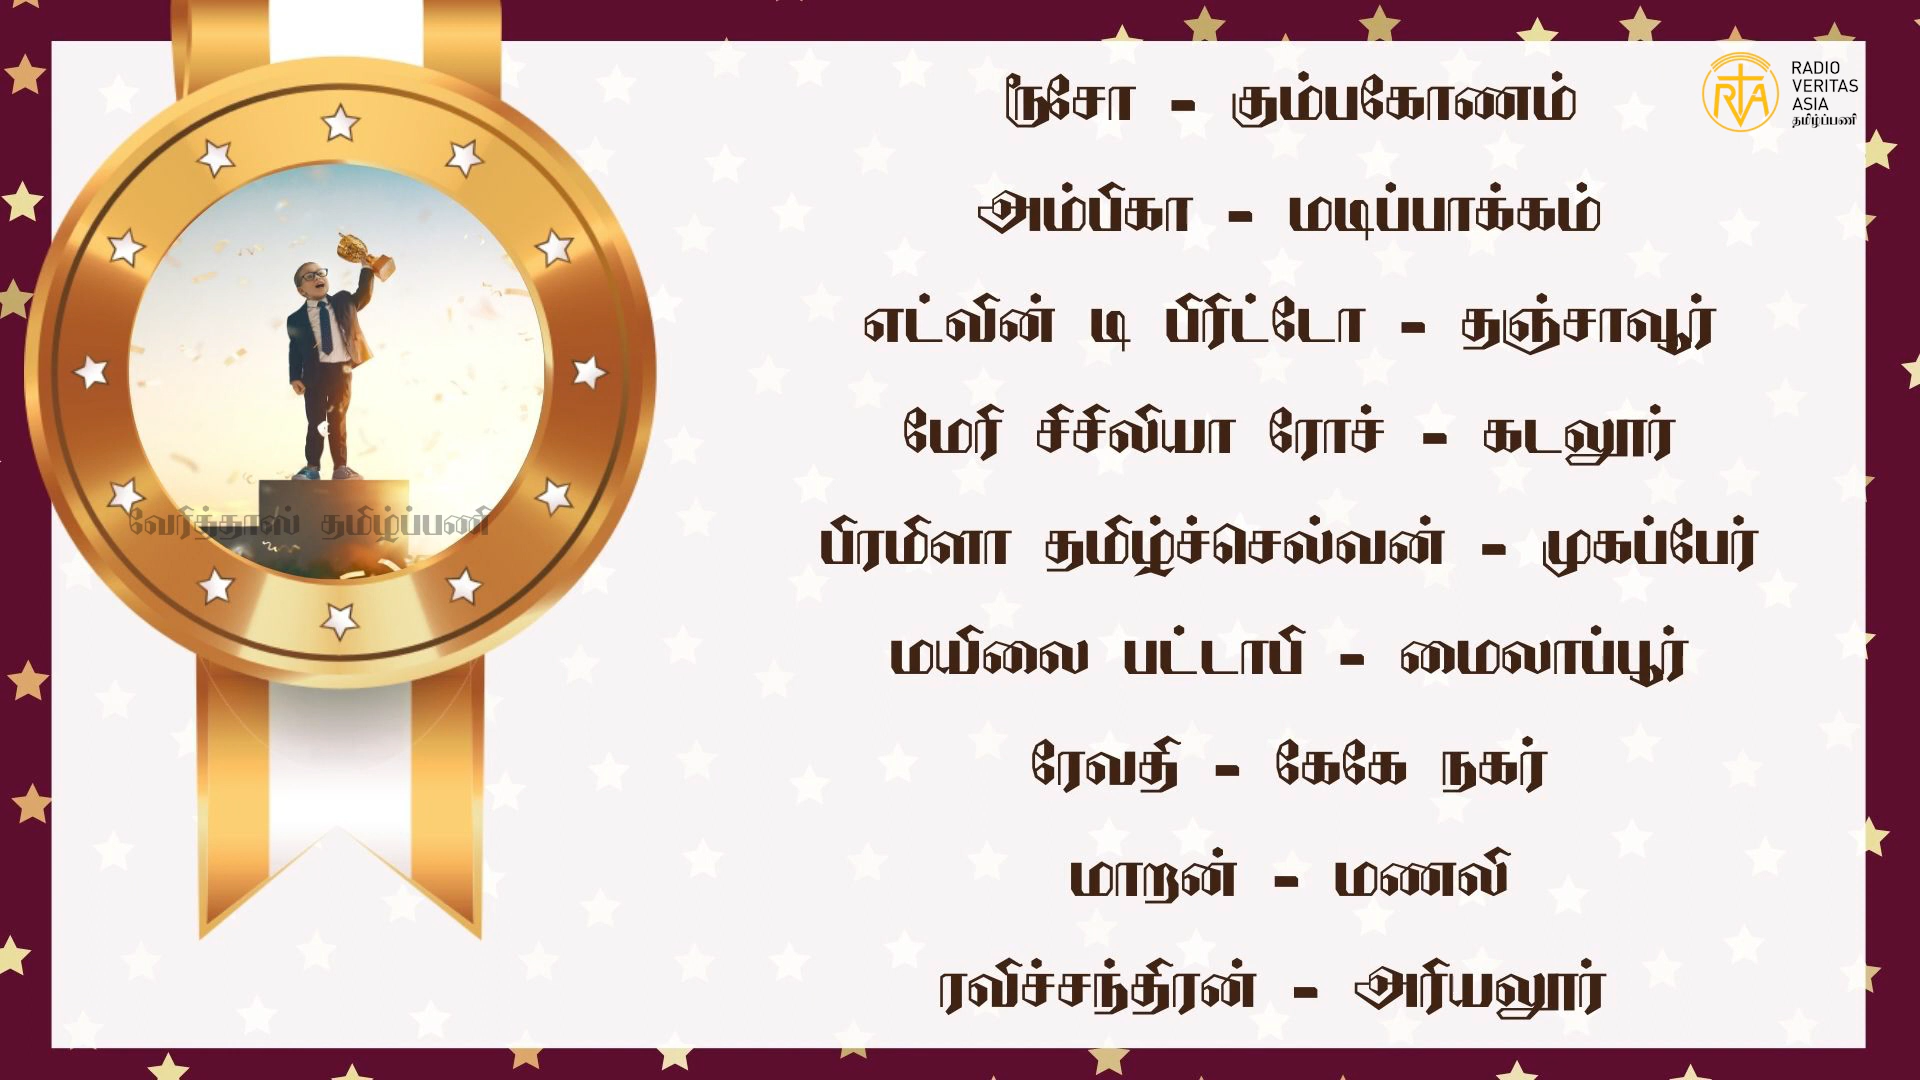 ரீசோ - கும்பகோணம்
RADIO
VERITAS
ASIA
தமிழ்ப்பணி
அம்பிகா - மடிப்பாக்கம்
எட்வின் டி பிரிட்டோ - தஞ்சாவூர்
மேரி சிசிலியா ரோச் - கடலூர்
வேரித்தாஸ் தமிழ்ப்பணி
பிரமிளா தமிழ்ச்செல்வன் - முகப்பேர்
மயிலை பட்டாபி - மைலாப்பூர்
ரேவதி - கேகே நகர்
மாறன் - மணலி
ரவிச்சந்திரன் - அரியலூர்